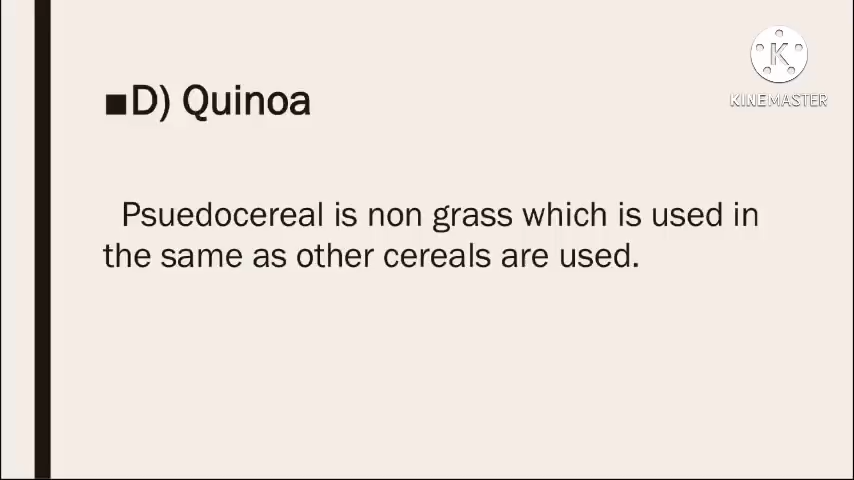 ■D) Quinoa
K
KINEMASTER
Psuedocereal is non grass which is used in
the same as other cereals are used.